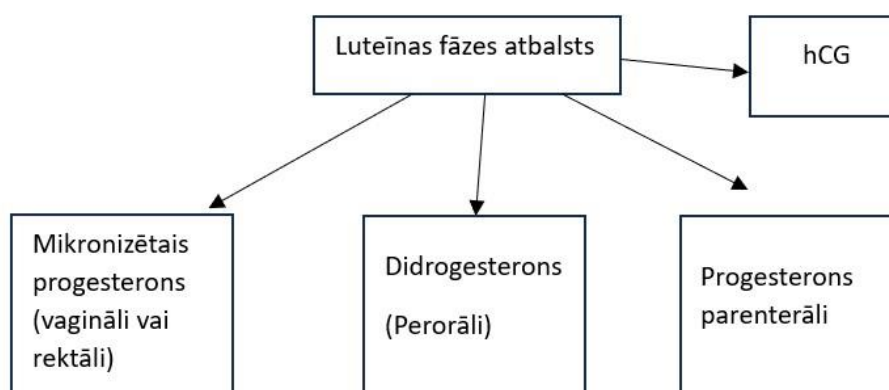 Luteīnas fāzes atbalsts
hCG
Mikronizētais
progesterons
(vagināli vai
rektāli)
Didrogesterons
(Perorāli)
Progesterons
parenterāli